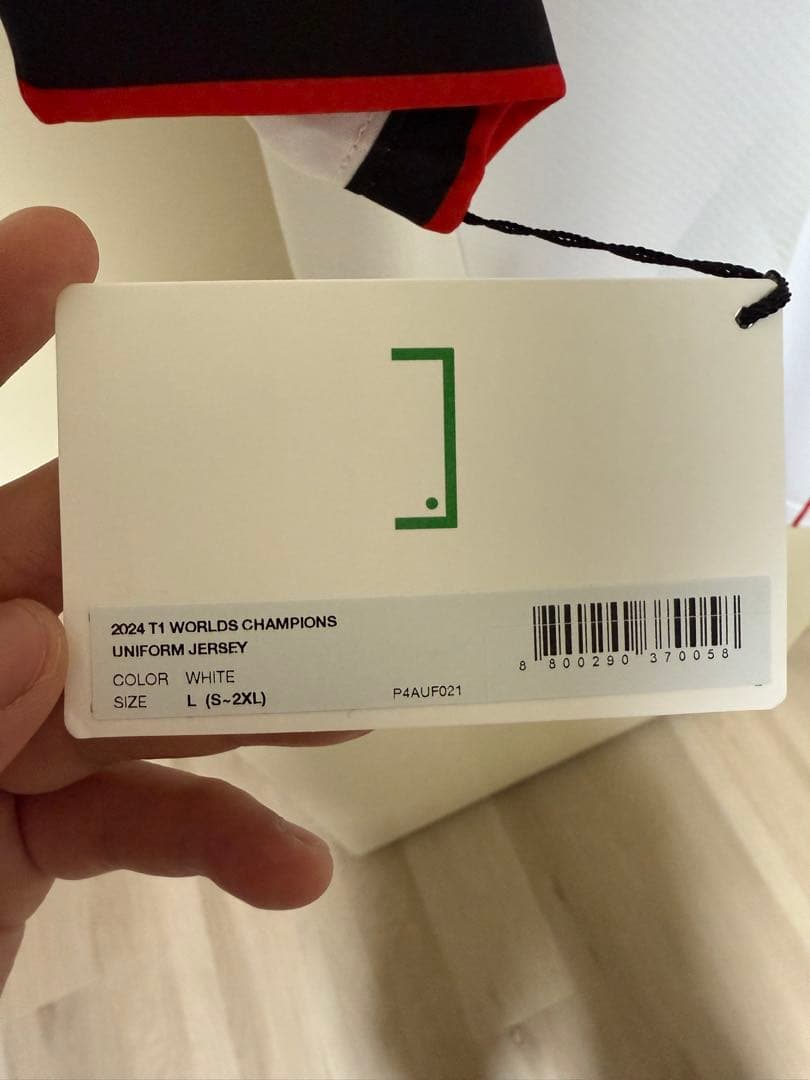 2024 T1 WORLDS CHAMPIONS
UNIFORM JERSEY
COLOR WHITE
SIZE L (S~2XL)
P4AUF021
8 800290 370058